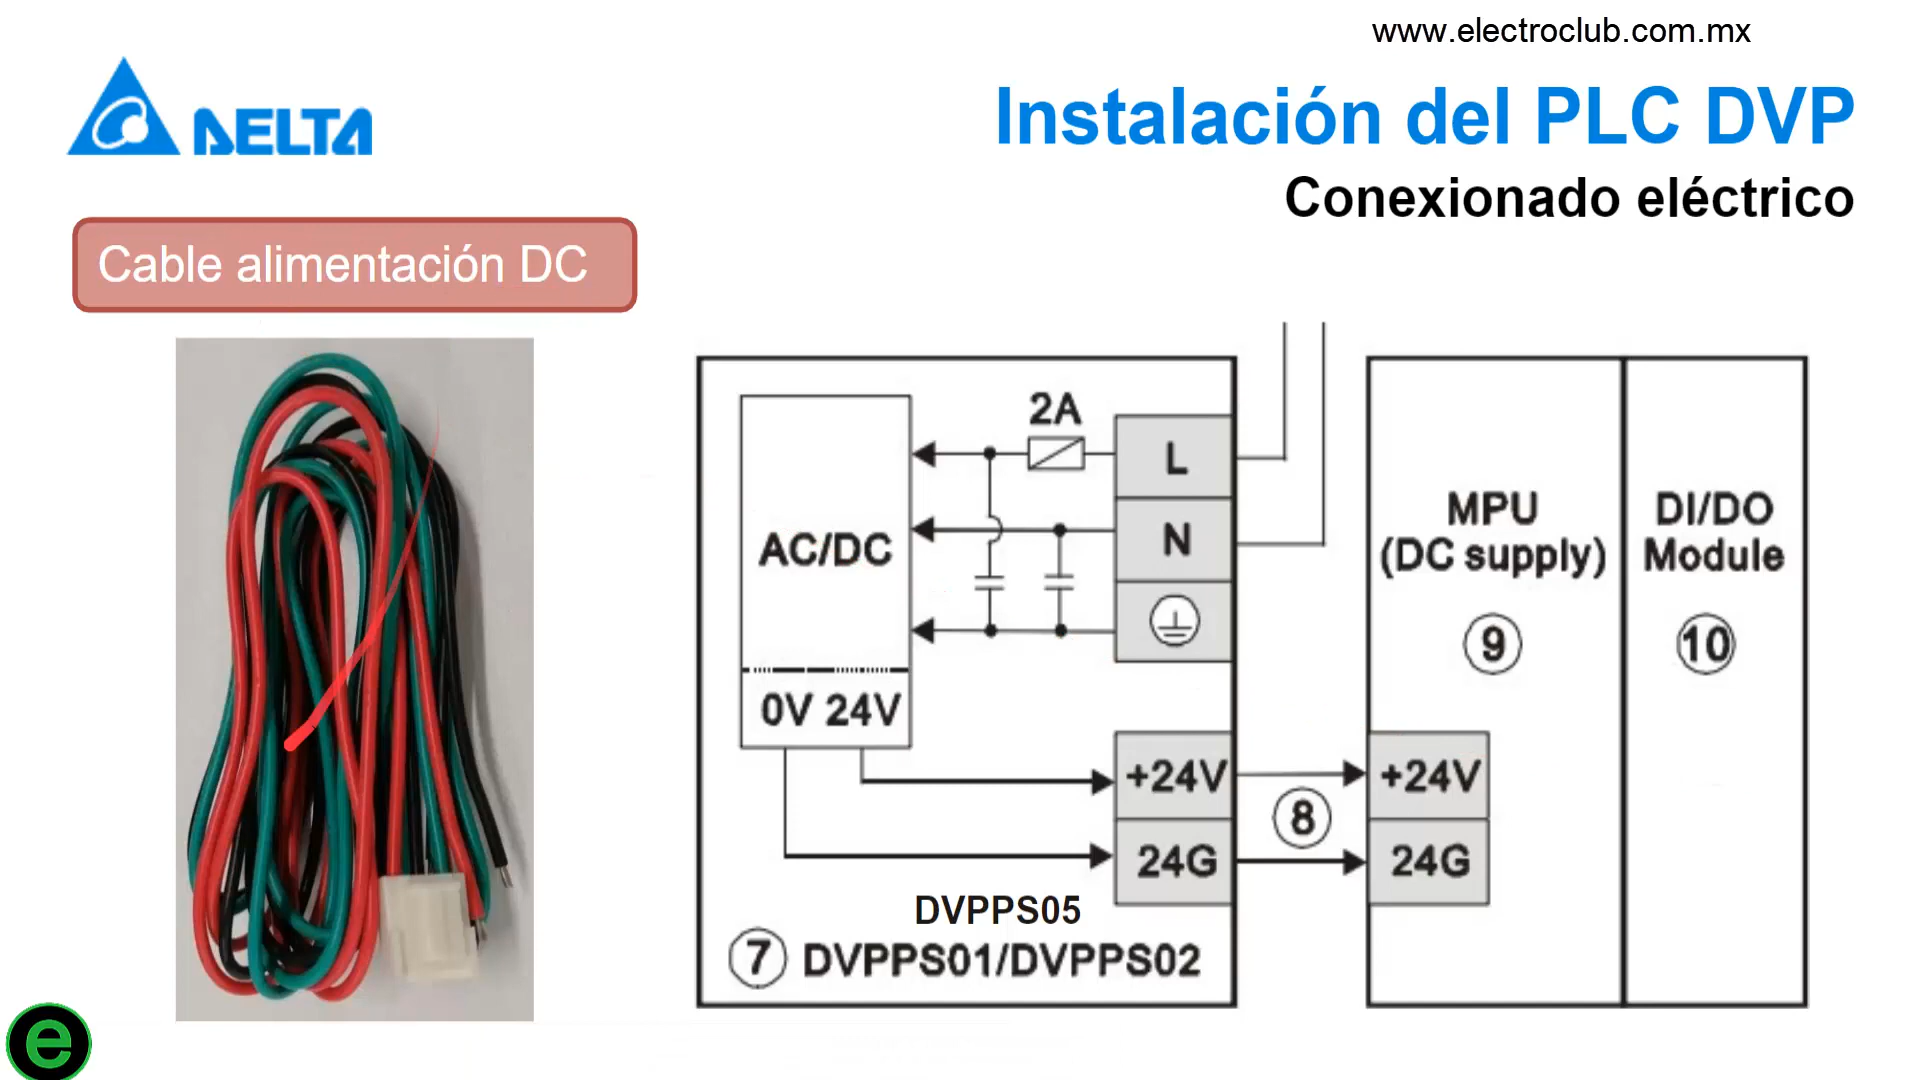 www.electroclub.com.mx
DELTA
Instalación del PLC DVP
Conexionado eléctrico
Cable alimentación DC
2A
L
N
AC/DC
0V 24V
+24V
24G
DVPPS05
7 DVPPS01/DVPPS02
8
MPU
(DC supply)
9
+24V
24G
DI/DO
Module
10
e